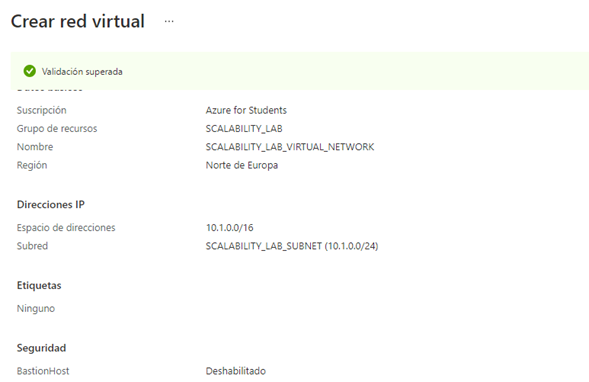 Crear red virtual ...
Validación superada
Datos básicos
Suscripción Azure for Students
Grupo de recursos SCALABILITY_LAB
Nombre SCALABILITY_LAB_VIRTUAL_NETWORK
Región Norte de Europa
Direcciones IP
Espacio de direcciones 10.1.0.0/16
Subred SCALABILITY_LAB_SUBNET (10.1.0.0/24)
Etiquetas
Ninguno
Seguridad
BastionHost Deshabilitado